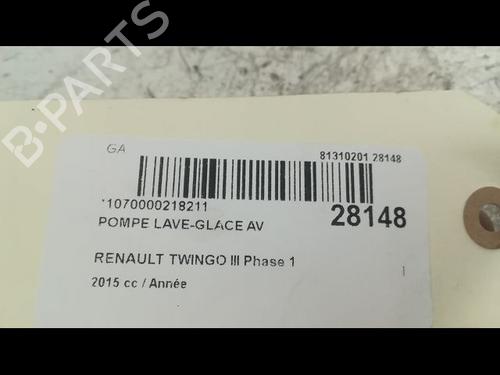 B-PARTS
GA
81310201 28148
*1070000218211
28148
POMPE LAVE-GLACE AV
RENAULT TWINGO III Phase 1
2015 cc / Année